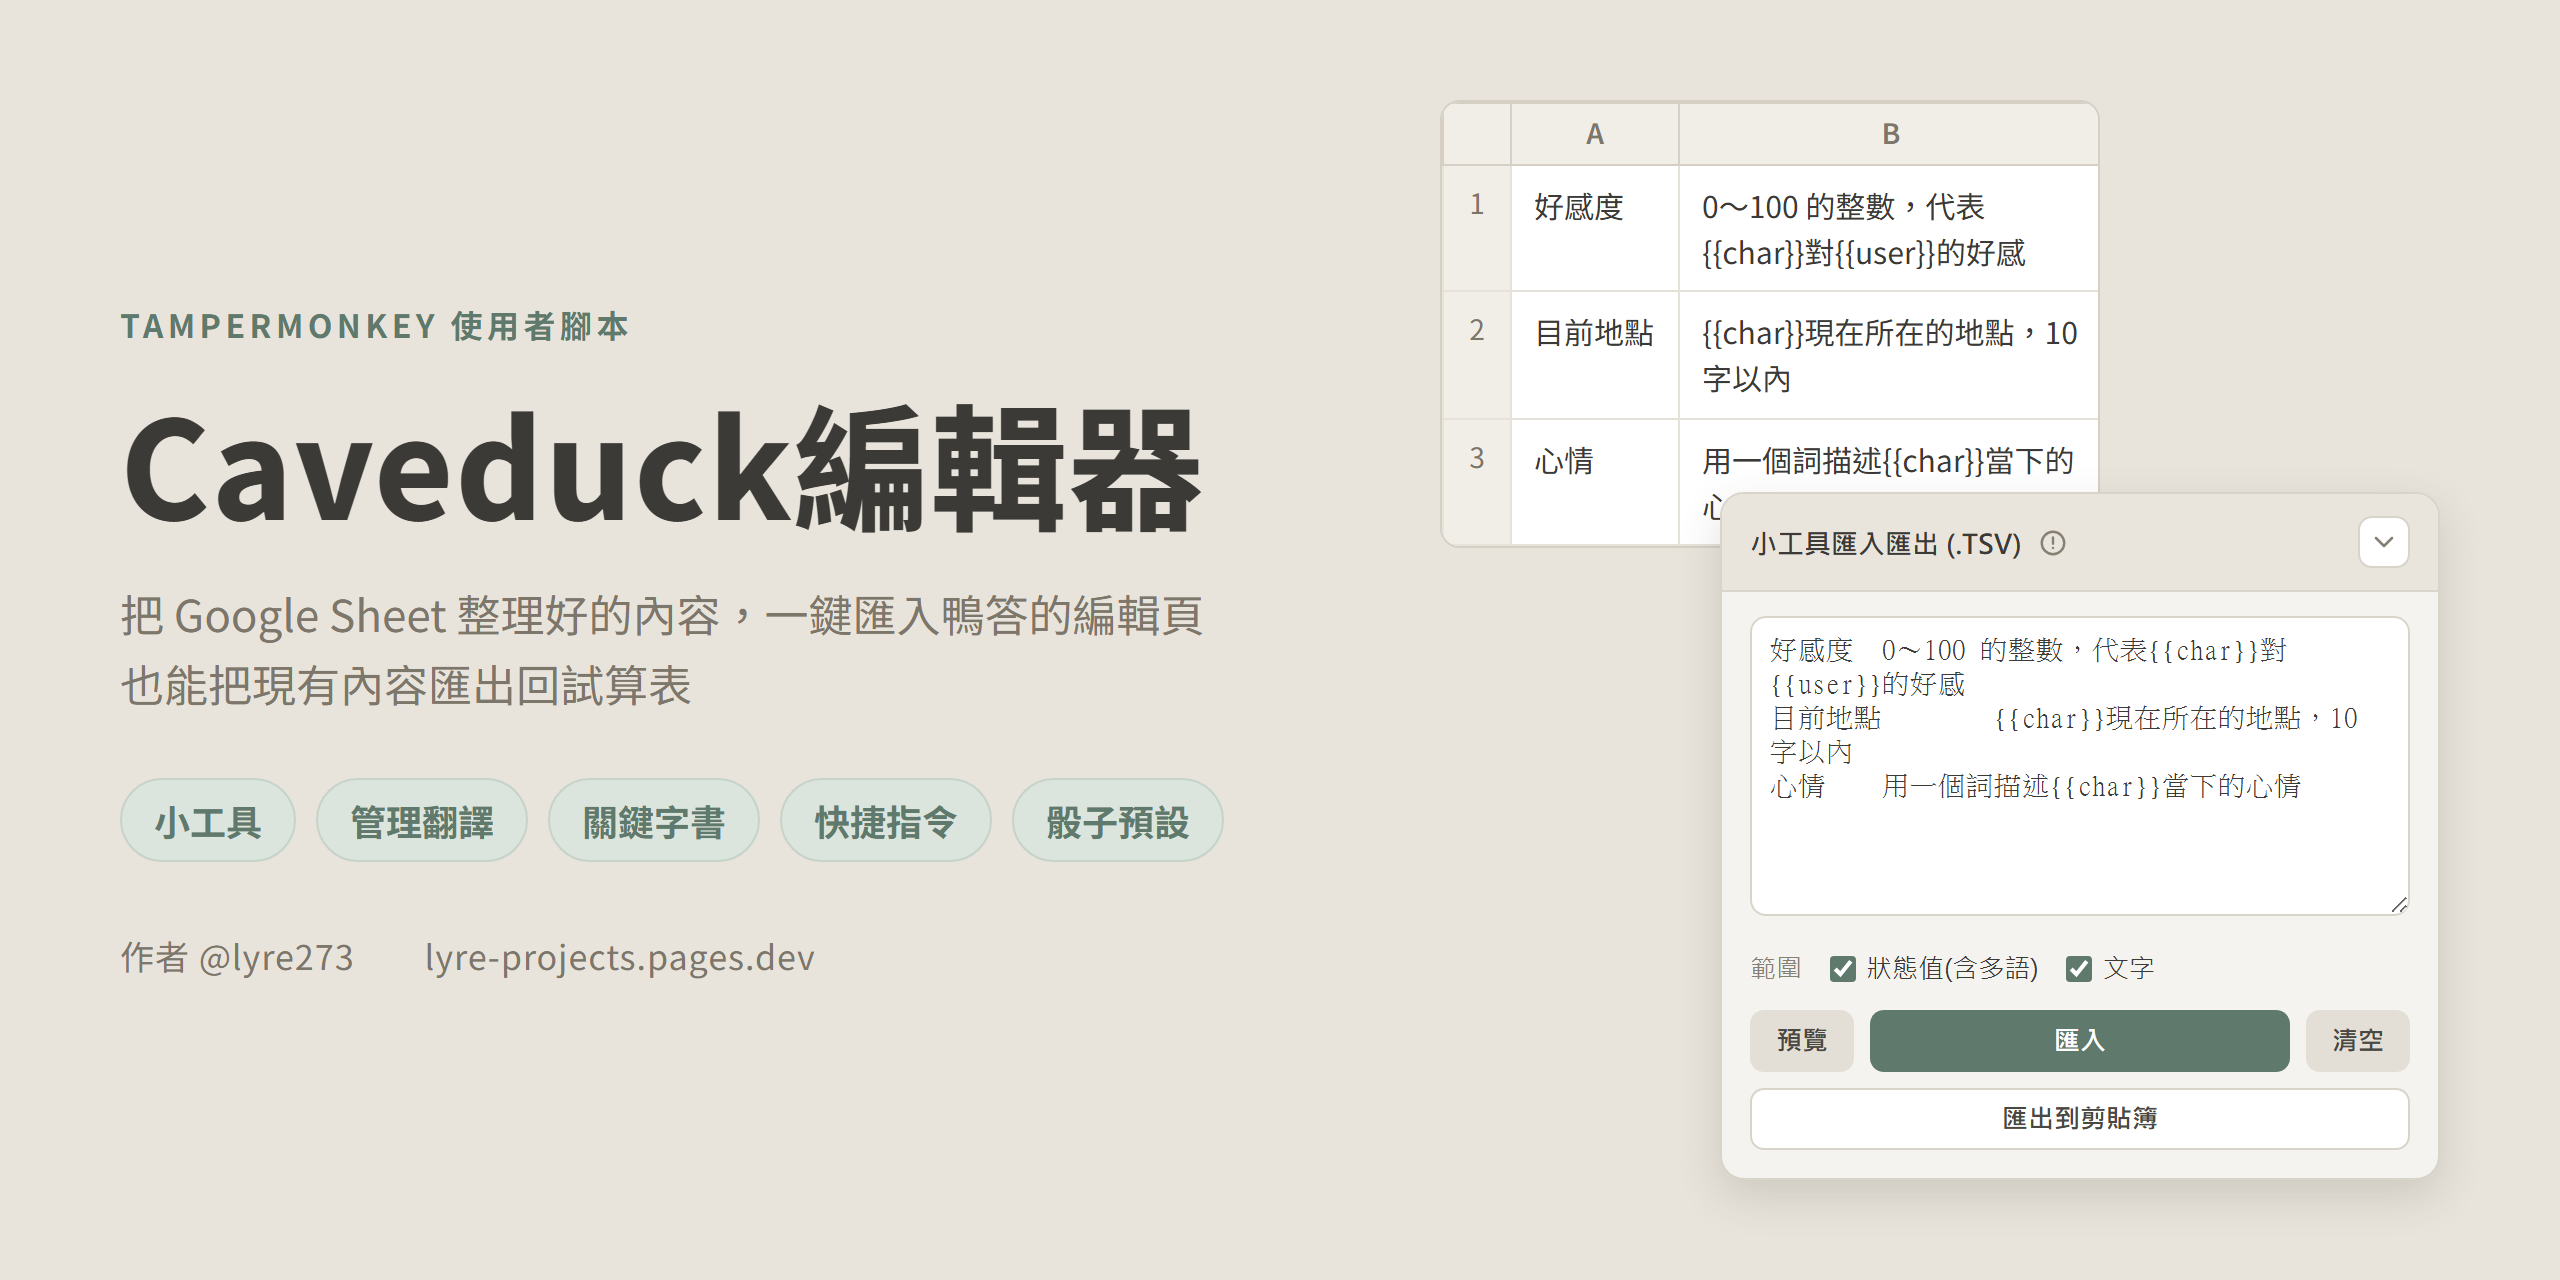 TAMPERMONKEY 使用者腳本
Caveduck編輯器
把 Google Sheet 整理好的內容，一鍵匯入鴨答的編輯頁
也能把現有內容匯出回試算表
小工具
管理翻譯
關鍵字書
快捷指令
骰子預設
作者 @lyre273
lyre-projects.pages.dev
A
B
1
好感度
0～100 的整數，代表
{{char}}對{{user}}的好感
2
目前地點
{{char}}現在所在的地點，10
字以內
3
心情
用一個詞描述{{char}}當下的
心
小工具匯入匯出 (.TSV)
好感度 0～100 的整數，代表{{char}}對
{{user}}的好感
目前地點 {{char}}現在所在的地點，10
字以內
心情 用一個詞描述{{char}}當下的心情
範圍
狀態值(含多語)
文字
預覽
匯入
清空
匯出到剪貼簿